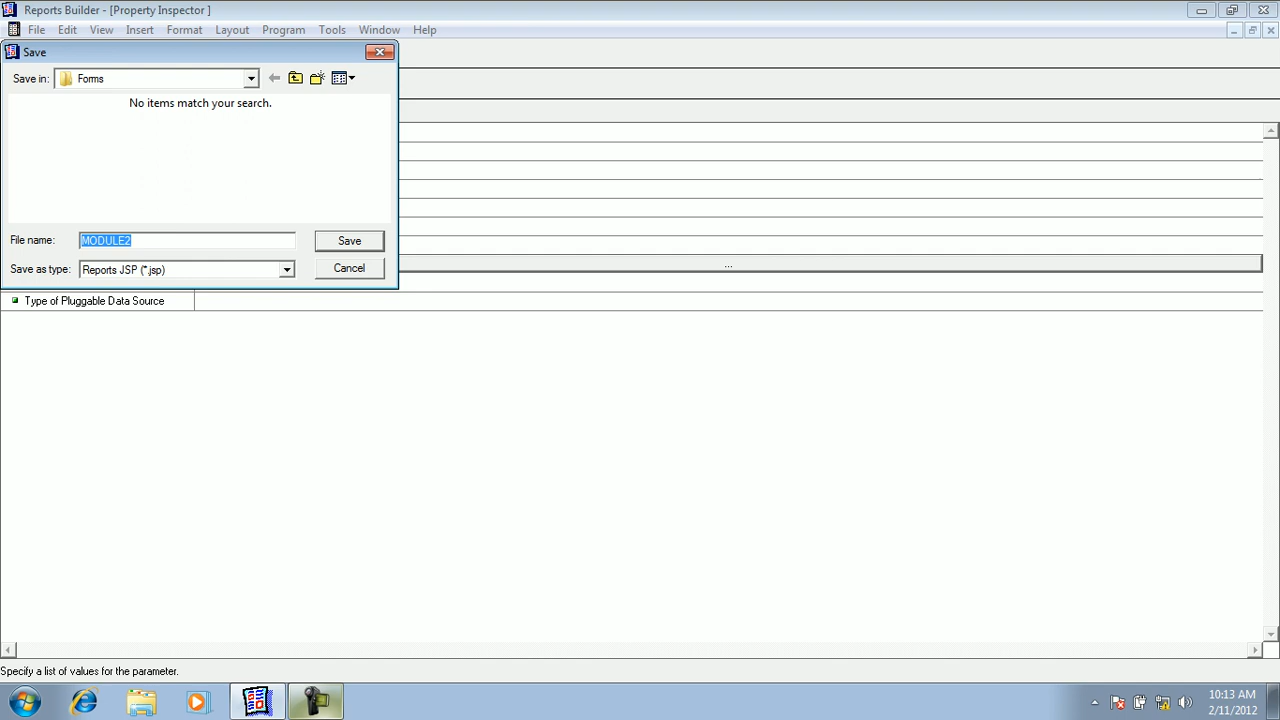 Reports Builder - [Property Inspector ]
File Edit View Insert Format Layout Program Tools Window Help
Save
Save in: Forms
No items match your search.
File name: MODULE2 Save
Save as type: Reports JSP (*.jsp) Cancel
...
Type of Pluggable Data Source
Specify a list of values for the parameter.
10:13 AM
2/11/2012